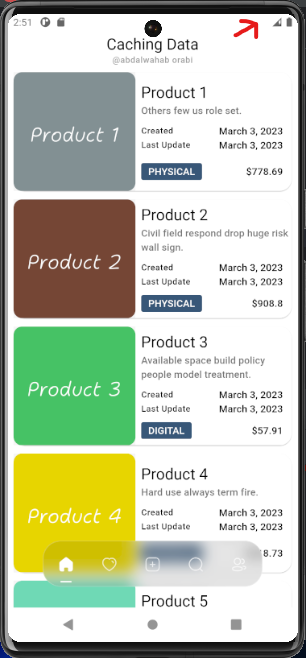 2:51
Caching Data
@abdalwahab orabi
Product 1
Product 1
Others few us role set.
Created March 3, 2023
Last Update March 3, 2023
PHYSICAL $778.69
Product 2
Product 2
Civil field respond drop huge risk
wall sign.
Created March 3, 2023
Last Update March 3, 2023
PHYSICAL $908.8
Product 3
Product 3
Available space build policy
people model treatment.
Created March 3, 2023
Last Update March 3, 2023
DIGITAL $57.91
Product 4
Product 4
Hard use always term fire.
Created March 3, 2023
Last Update March 3, 2023
8.73
Product 5